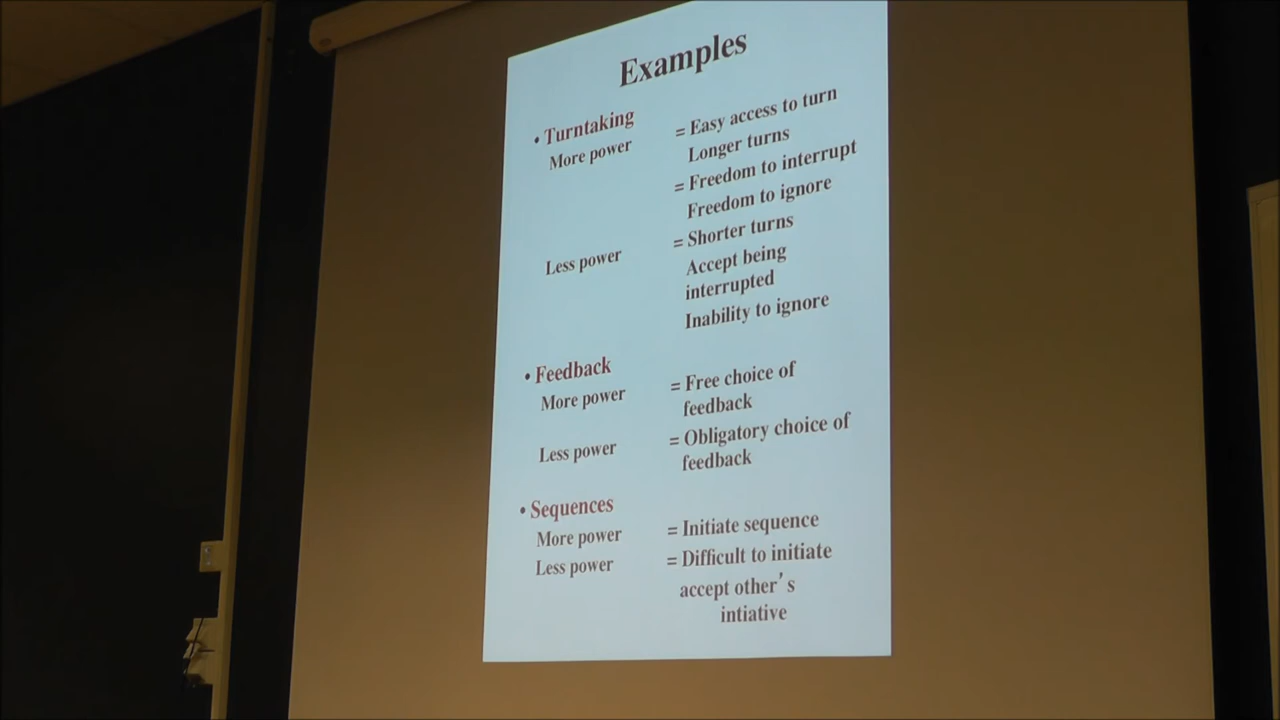 Examples
• Turntaking
More power = Easy access to turn
Longer turns
= Freedom to interrupt
Freedom to ignore
Less power = Shorter turns
Accept being
interrupted
Inability to ignore
• Feedback
More power = Free choice of
feedback
Less power = Obligatory choice of
feedback
• Sequences
More power = Initiate sequence
Less power = Difficult to initiate
accept other’s
intiative